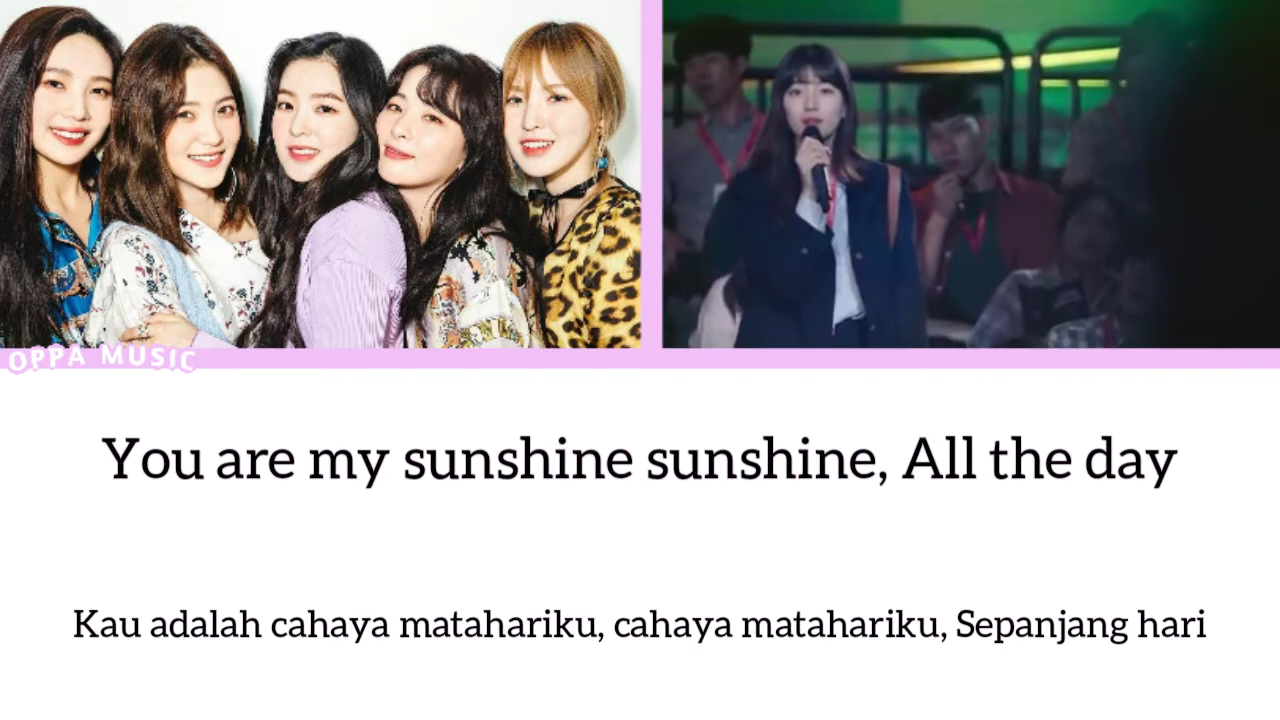 OPPA MUSIC
You are my sunshine sunshine, All the day
Kau adalah cahaya matahariku, cahaya matahariku, Sepanjang hari